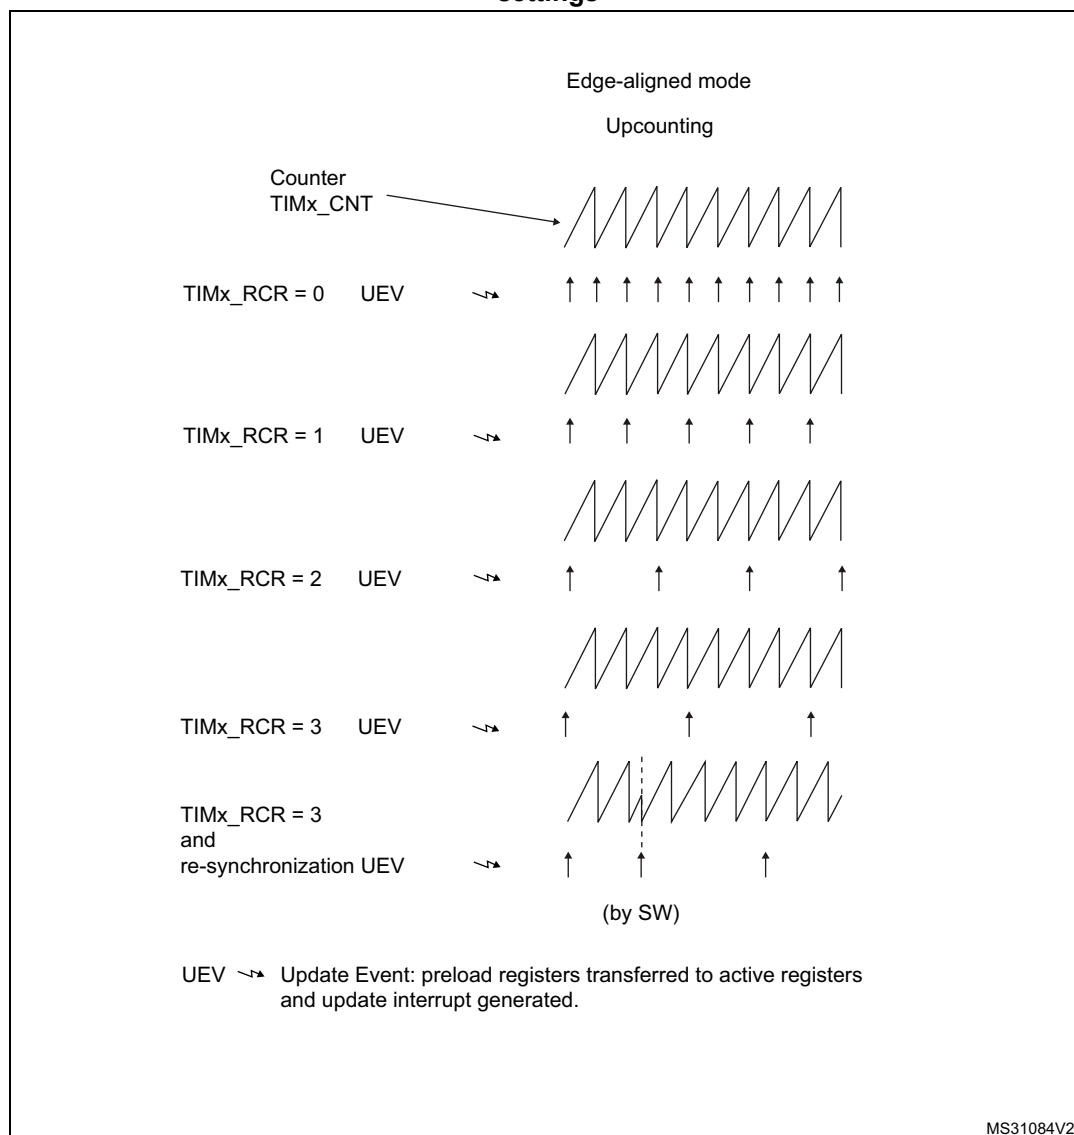 settings
Edge-aligned mode
Upcounting
Counter
TIMx_CNT
TIMx_RCR = 0 UEV
TIMx_RCR = 1 UEV
TIMx_RCR = 2 UEV
TIMx_RCR = 3 UEV
TIMx_RCR = 3
and
re-synchronization UEV
(by SW)
UEV Update Event: preload registers transferred to active registers
and update interrupt generated.
MS31084V2